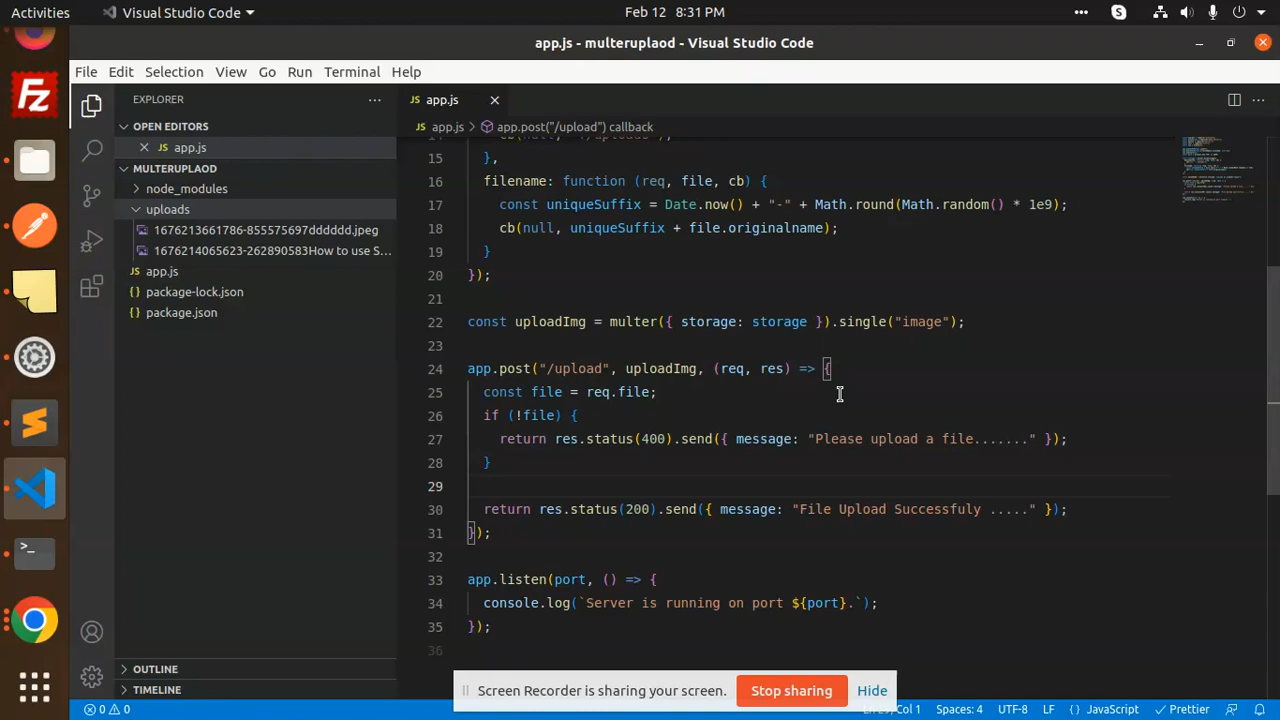 Activities
Visual Studio Code
Feb 12 8:31 PM
app.js - multeruplaod - Visual Studio Code
File Edit Selection View Go Run Terminal Help
EXPLORER
OPEN EDITORS
JS app.js
MULTERUPLAOD
node_modules
uploads
1676213661786-855575697dddddd.jpeg
1676214065623-262890583How to use S...
JS app.js
{} package-lock.json
{} package.json
OUTLINE
TIMELINE
JS app.js
JS app.js > app.post("/upload") callback
15 },
16 filename: function (req, file, cb) {
17 const uniqueSuffix = Date.now() + "-" + Math.round(Math.random() * 1e9);
18 cb(null, uniqueSuffix + file.originalname);
19 }
20 });
21
22 const uploadImg = multer({ storage: storage }).single("image");
23
24 app.post("/upload", uploadImg, (req, res) => {
25 const file = req.file;
26 if (!file) {
27 return res.status(400).send({ message: "Please upload a file......." });
28 }
29
30 return res.status(200).send({ message: "File Upload Successfuly ....." });
31 });
32
33 app.listen(port, () => {
34 console.log(`Server is running on port ${port}.`);
35 });
36
Screen Recorder is sharing your screen.
Stop sharing
Hide
0 0
Col 1
Spaces: 4
UTF-8
LF
{} JavaScript
Prettier